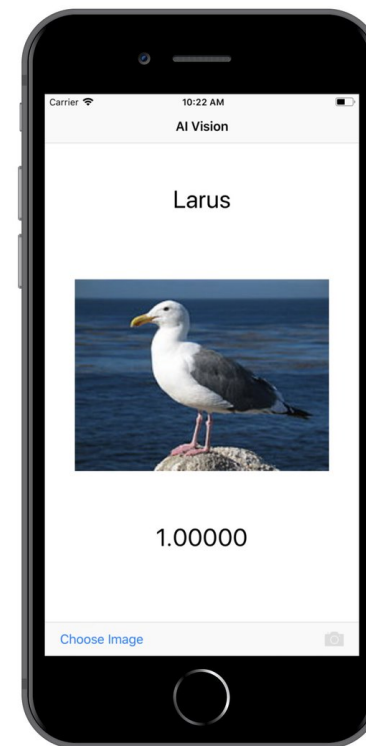 Carrier 10:22 AM
AI Vision
Larus
1.00000
Choose Image